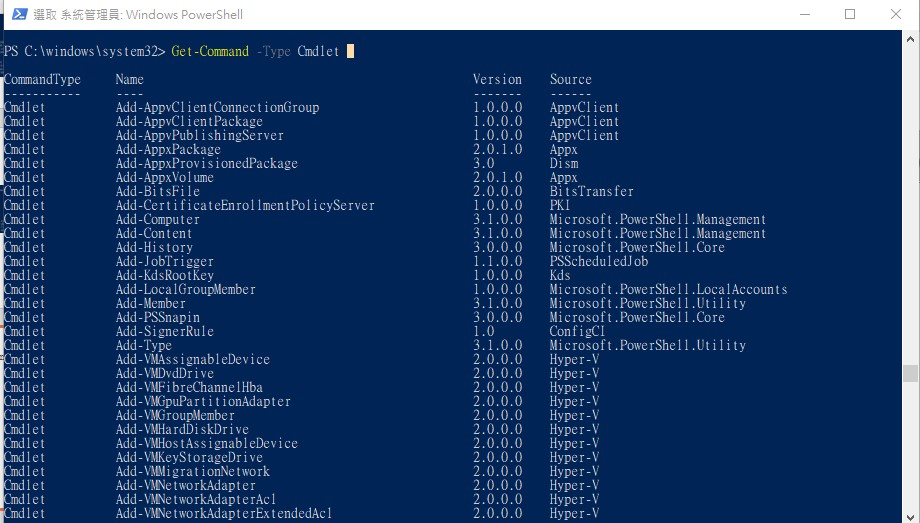 選取 系統管理員: Windows PowerShell
PS C:\windows\system32> Get-Command -Type Cmdlet
CommandType Name Version Source
----------- ---- ------- ------
Cmdlet Add-AppvClientConnectionGroup 1.0.0.0 AppvClient
Cmdlet Add-AppvClientPackage 1.0.0.0 AppvClient
Cmdlet Add-AppvPublishingServer 1.0.0.0 AppvClient
Cmdlet Add-AppxPackage 2.0.1.0 Appx
Cmdlet Add-AppxProvisionedPackage 3.0 Dism
Cmdlet Add-AppxVolume 2.0.1.0 Appx
Cmdlet Add-BitsFile 2.0.0.0 BitsTransfer
Cmdlet Add-CertificateEnrollmentPolicyServer 1.0.0.0 PKI
Cmdlet Add-Computer 3.1.0.0 Microsoft.PowerShell.Management
Cmdlet Add-Content 3.1.0.0 Microsoft.PowerShell.Management
Cmdlet Add-History 3.0.0.0 Microsoft.PowerShell.Core
Cmdlet Add-JobTrigger 1.1.0.0 PSScheduledJob
Cmdlet Add-KdsRootKey 1.0.0.0 Kds
Cmdlet Add-LocalGroupMember 1.0.0.0 Microsoft.PowerShell.LocalAccounts
Cmdlet Add-Member 3.1.0.0 Microsoft.PowerShell.Utility
Cmdlet Add-PSSnapin 3.0.0.0 Microsoft.PowerShell.Core
Cmdlet Add-SignerRule 1.0 ConfigCI
Cmdlet Add-Type 3.1.0.0 Microsoft.PowerShell.Utility
Cmdlet Add-VMAssignableDevice 2.0.0.0 Hyper-V
Cmdlet Add-VMDvdDrive 2.0.0.0 Hyper-V
Cmdlet Add-VMFibreChannelHba 2.0.0.0 Hyper-V
Cmdlet Add-VMGpuPartitionAdapter 2.0.0.0 Hyper-V
Cmdlet Add-VMGroupMember 2.0.0.0 Hyper-V
Cmdlet Add-VMHardDiskDrive 2.0.0.0 Hyper-V
Cmdlet Add-VMHostAssignableDevice 2.0.0.0 Hyper-V
Cmdlet Add-VMKeyStorageDrive 2.0.0.0 Hyper-V
Cmdlet Add-VMMigrationNetwork 2.0.0.0 Hyper-V
Cmdlet Add-VMNetworkAdapter 2.0.0.0 Hyper-V
Cmdlet Add-VMNetworkAdapterAcl 2.0.0.0 Hyper-V
Cmdlet Add-VMNetworkAdapterExtendedAcl 2.0.0.0 Hyper-V